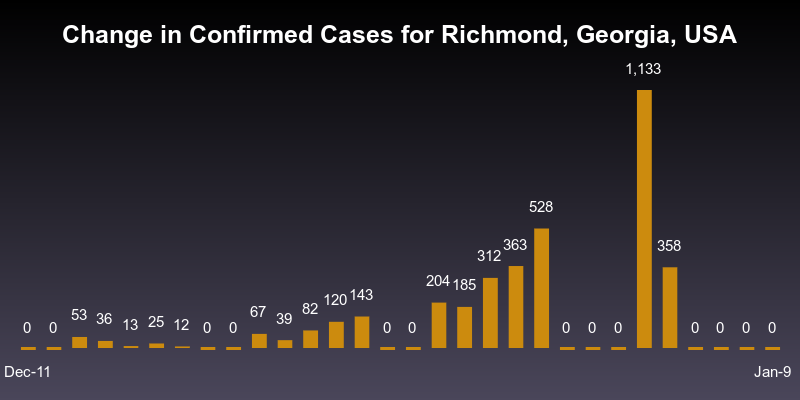 Change in Confirmed Cases for Richmond, Georgia, USA
0 0 53 36 13 25 12 0 0 67 39 82 120 143 0 0 204 185 312 363 528 0 0 0 1,133 358 0 0 0 0
Dec-11 Jan-9